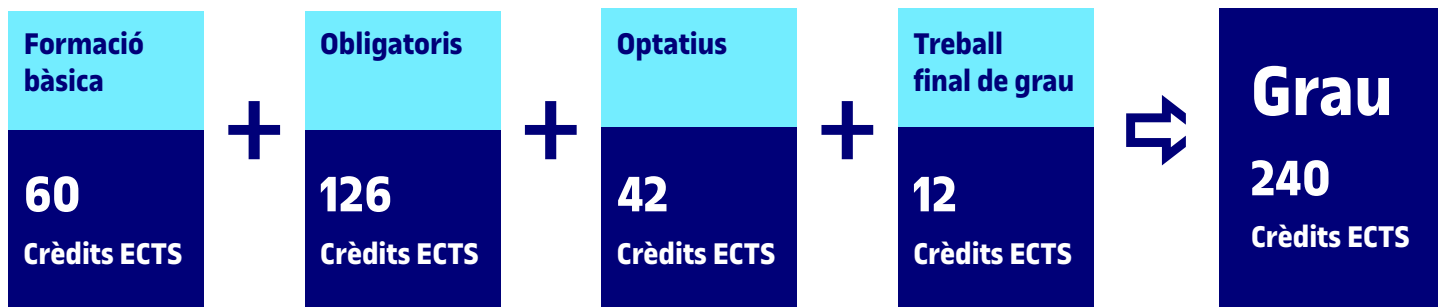 Formació
bàsica
60
Crèdits ECTS
+
Obligatoris
126
Crèdits ECTS
+
Optatius
42
Crèdits ECTS
+
Treball
final de grau
12
Crèdits ECTS
Grau
240
Crèdits ECTS